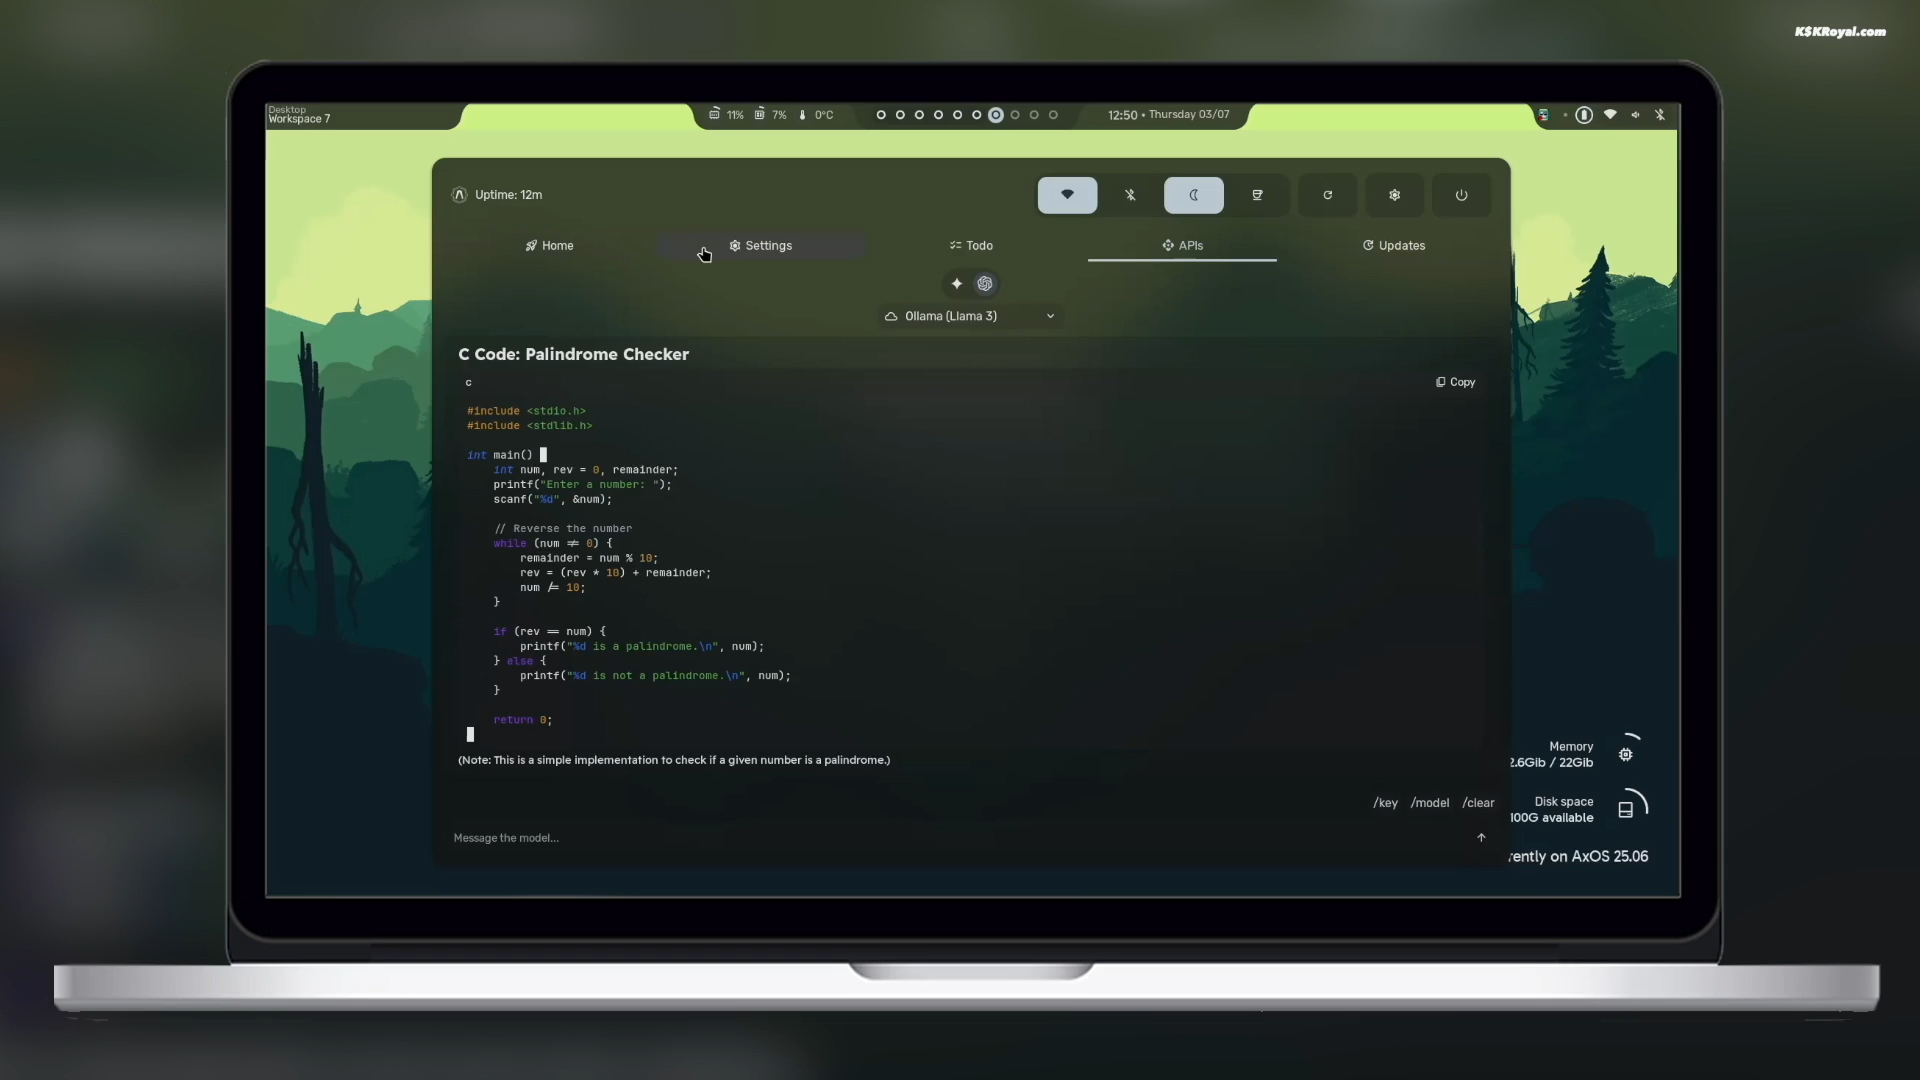 K$KRoyal.com
Desktop
Workspace 7
11% 7% 0°C
12:50 • Thursday 03/07
Uptime: 12m
Home Settings Todo APIs Updates
Ollama (Llama 3)
C Code: Palindrome Checker
c Copy
#include <stdio.h>
#include <stdlib.h>
int main()
int num, rev = 0, remainder;
printf("Enter a number: ");
scanf("%d", &num);
// Reverse the number
while (num ≠ 0) {
remainder = num % 10;
rev = (rev * 10) + remainder;
num /= 10;
}
if (rev == num) {
printf("%d is a palindrome.\n", num);
} else {
printf("%d is not a palindrome.\n", num);
}
return 0;
(Note: This is a simple implementation to check if a given number is a palindrome.)
/key /model /clear
Message the model...
Memory
2.6Gib / 22Gib
Disk space
100G available
rently on AxOS 25.06